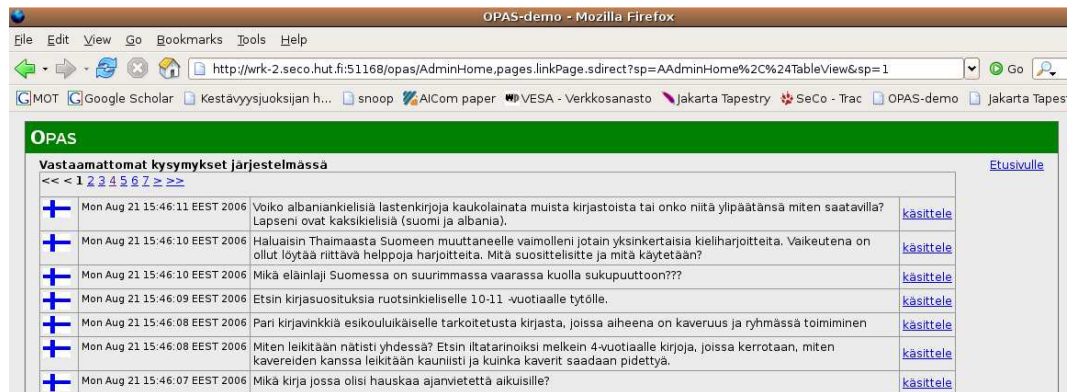 OPAS-demo - Mozilla Firefox
File Edit View Go Bookmarks Tools Help
http://wrk-2.seco.hut.fi:51168/opas/AdminHome,pages.linkPage.sdirect?sp=AAdminHome%2C%24TableView&sp=1 Go
MOT Google Scholar Kestävyysjuoksijan h... snoop AICom paper VESA - Verkkosanasto Jakarta Tapestry SeCo - Trac OPAS-demo Jakarta Tapes
OPAS
Vastaamattomat kysymykset järjestelmässä Etusivulle
<< < 1 2 3 4 5 6 7 > >>
Mon Aug 21 15:46:11 EEST 2006 Voiko albaniankielisiä lastenkirjoja kaukolainata muista kirjastoista tai onko niitä ylipäätänsä miten saatavilla?
Lapseni ovat kaksikielisiä (suomi ja albania). käsittele
Mon Aug 21 15:46:10 EEST 2006 Haluaisin Thaimaasta Suomeen muuttaneelle vaimolleni jotain yksinkertaisia kieliharjoitteita. Vaikeutena on
ollut löytää riittävä helppoja harjoitteita. Mitä suosittelisitte ja mitä käytetään? käsittele
Mon Aug 21 15:46:10 EEST 2006 Mikä eläinlaji Suomessa on suurimmassa vaarassa kuolla sukupuuttoon??? käsittele
Mon Aug 21 15:46:09 EEST 2006 Etsin kirjasuosituksia ruotsinkieliselle 10-11 -vuotiaalle tytölle. käsittele
Mon Aug 21 15:46:08 EEST 2006 Pari kirjavinkkiä esikouluikäiselle tarkoitetusta kirjasta, joissa aiheena on kaveruus ja ryhmässä toimiminen käsittele
Mon Aug 21 15:46:08 EEST 2006 Miten leikitään nätisti yhdessä? Etsin iltatarinoiksi melkein 4-vuotiaalle kirjoja, joissa kerrotaan, miten
kavereiden kanssa leikitään kauniisti ja kuinka kaverit saadaan pidettyä. käsittele
Mon Aug 21 15:46:07 EEST 2006 Mikä kirja jossa olisi hauskaa ajanvietettä aikuisille? käsittele